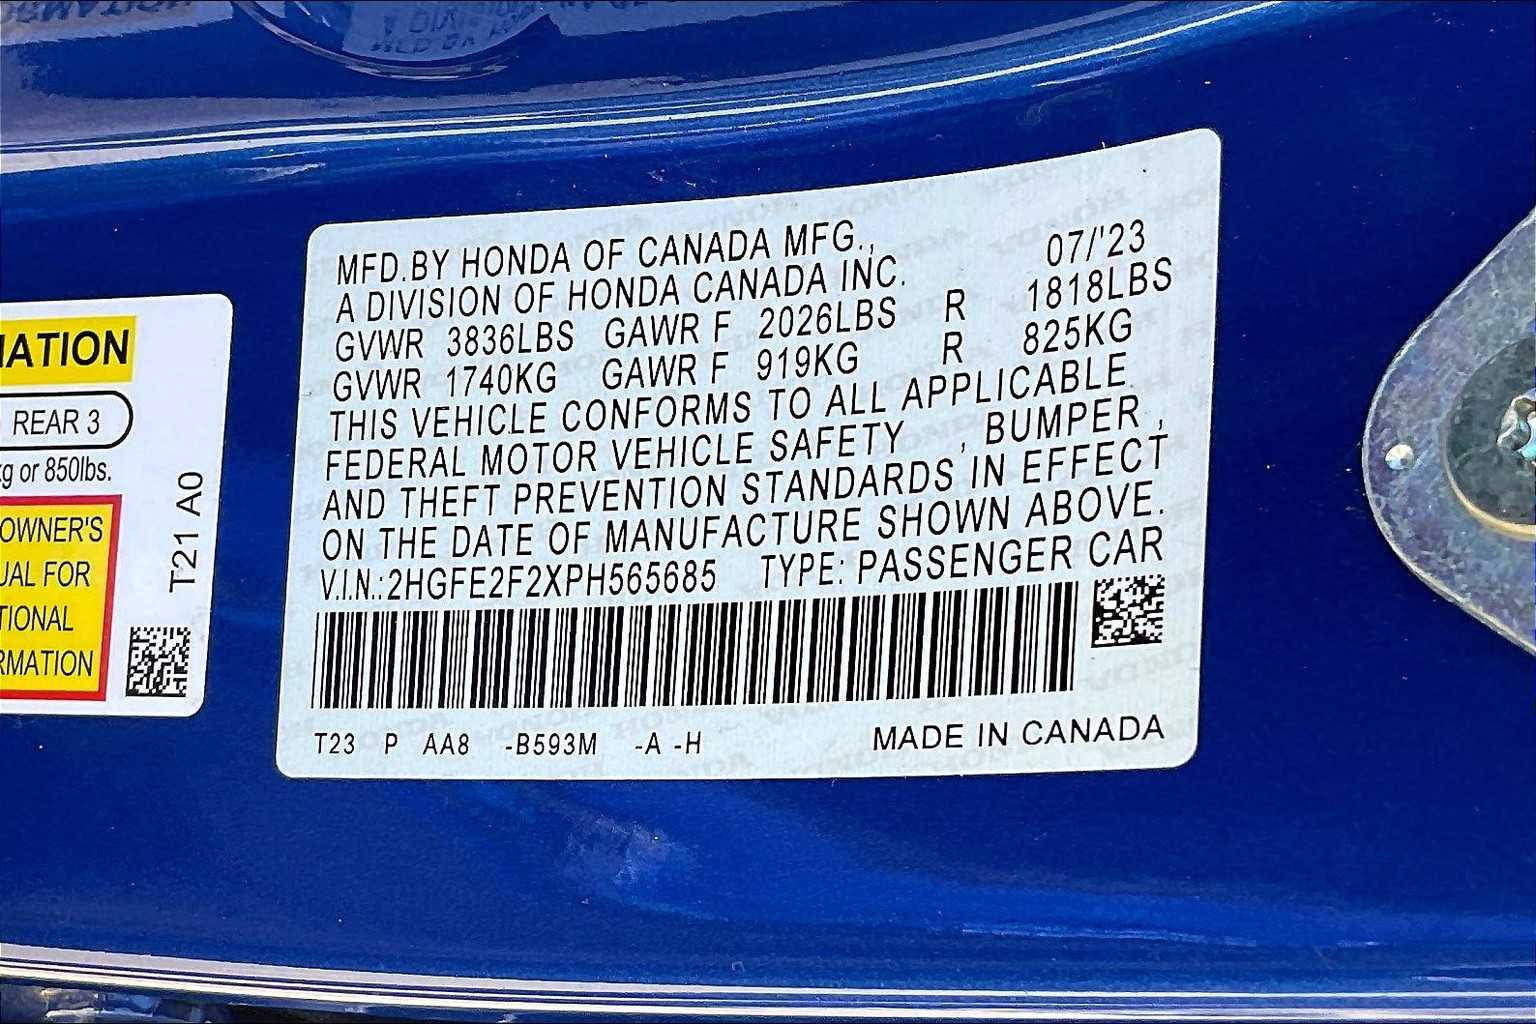 MFD.BY HONDA OF CANADA MFG., 07/'23
A DIVISION OF HONDA CANADA INC.
GVWR 3836LBS GAWR F 2026LBS R 1818LBS
GVWR 1740KG GAWR F 919KG R 825KG
THIS VEHICLE CONFORMS TO ALL APPLICABLE
FEDERAL MOTOR VEHICLE SAFETY , BUMPER ,
AND THEFT PREVENTION STANDARDS IN EFFECT
ON THE DATE OF MANUFACTURE SHOWN ABOVE.
V.I.N.:2HGFE2F2XPH565685 TYPE: PASSENGER CAR
T23 P AA8 -B593M -A -H MADE IN CANADA
MATION
REAR 3
kg or 850lbs.
OWNER'S
UAL FOR
TIONAL
RMATION
T21 A0